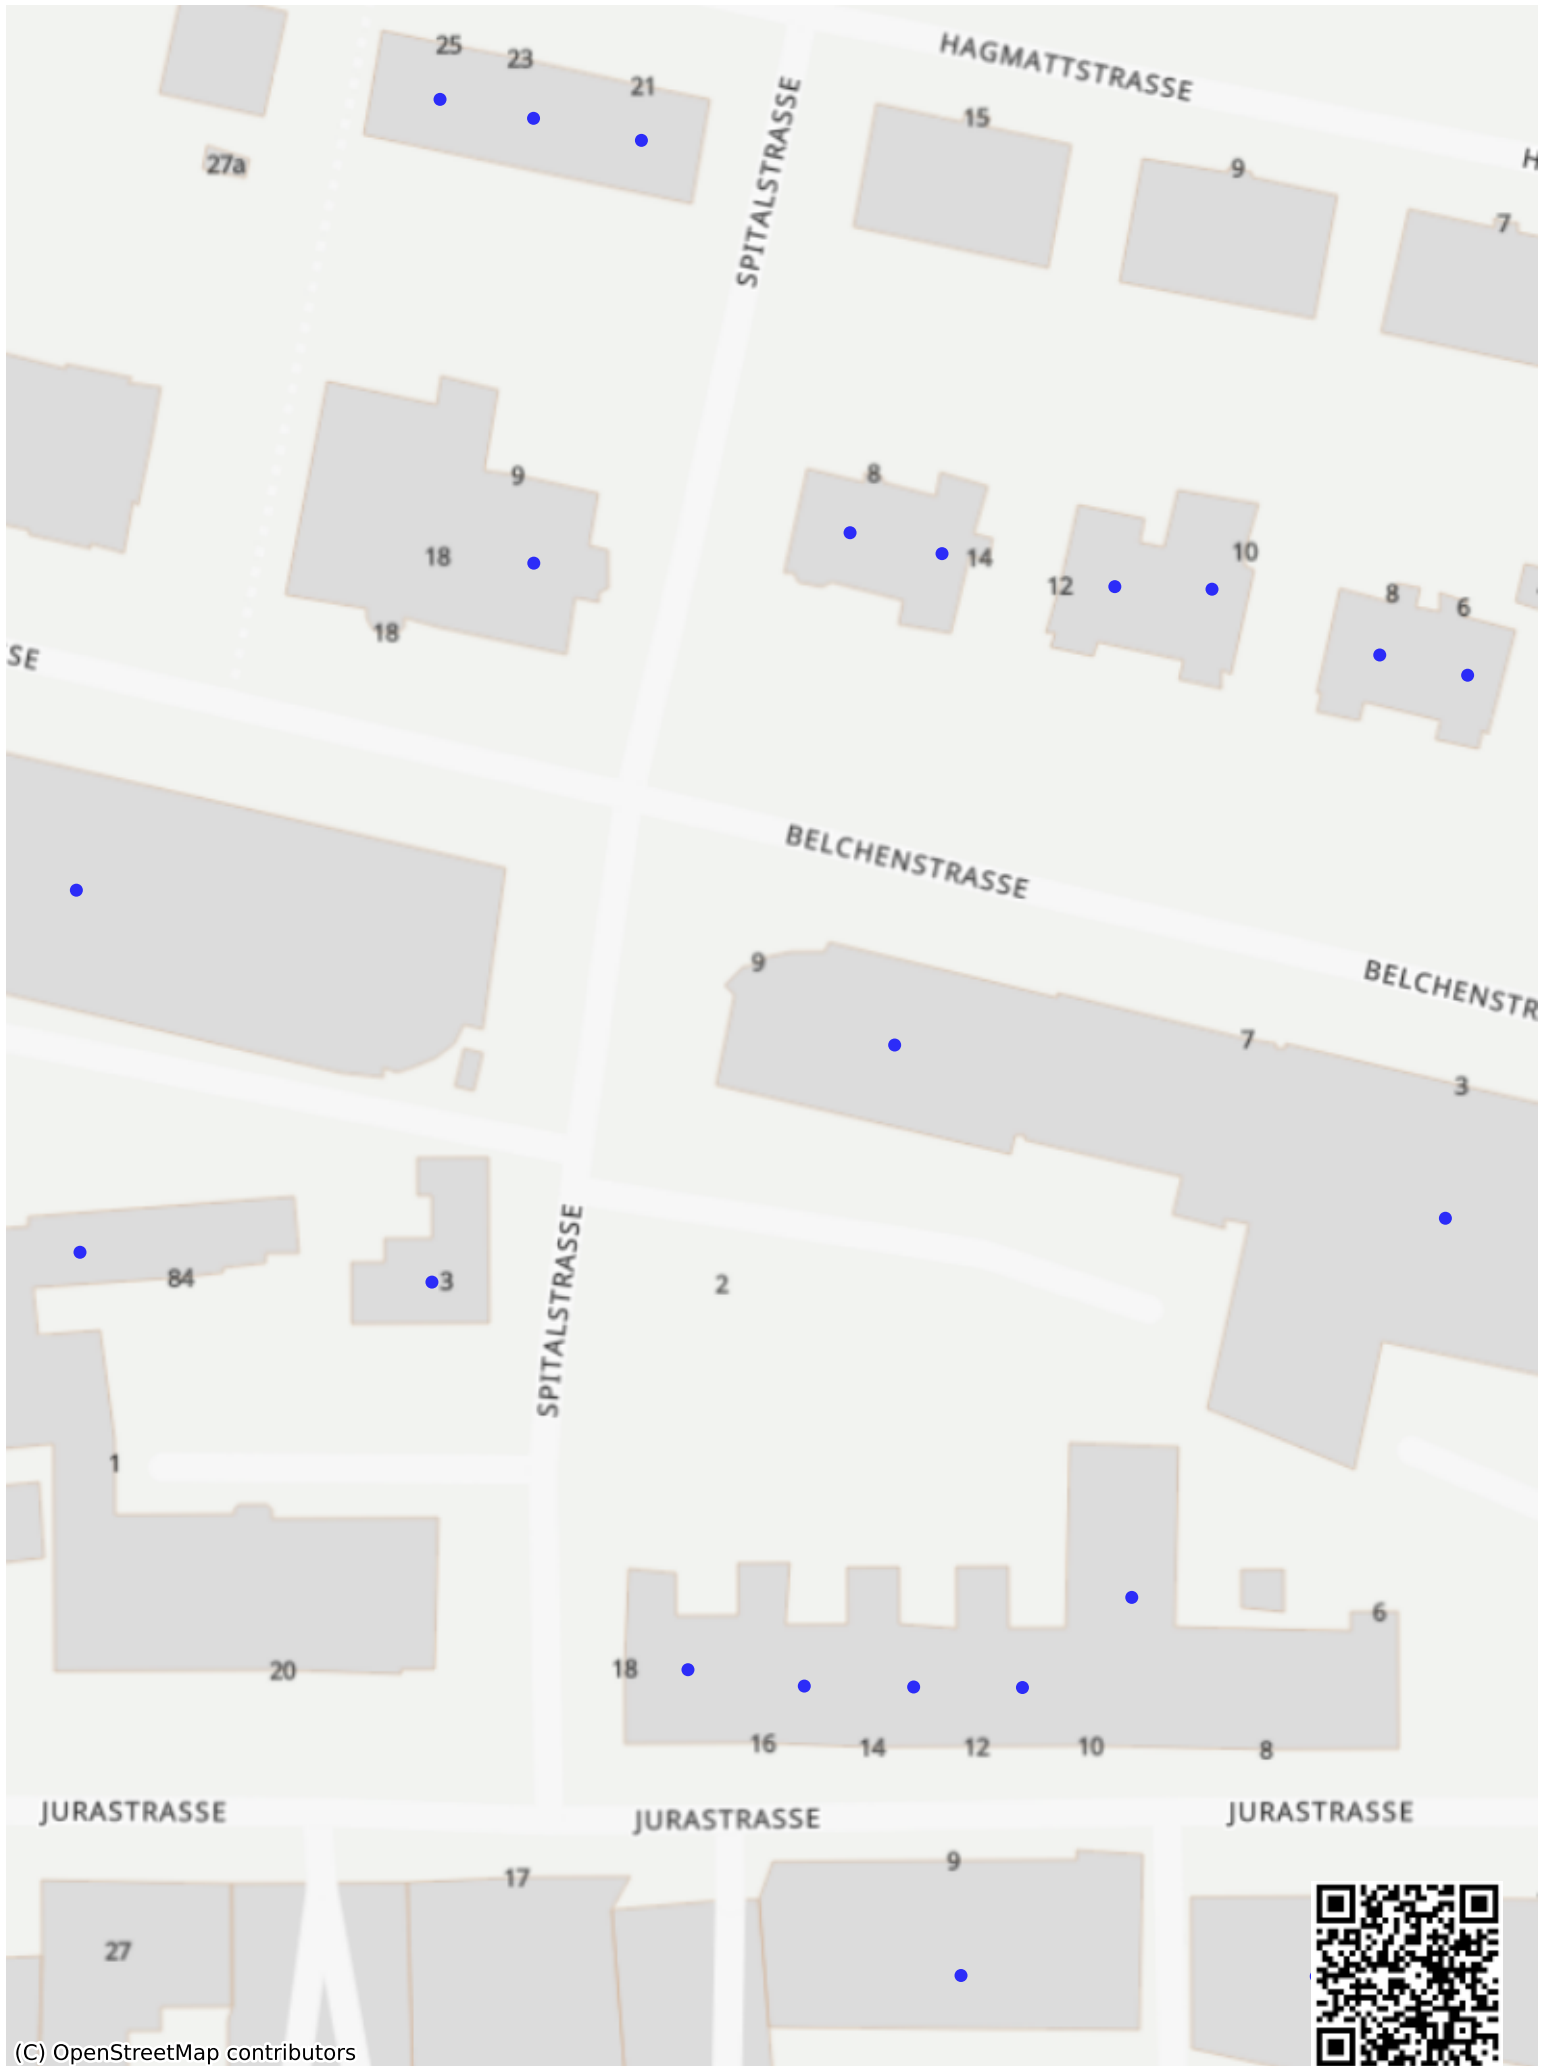 HAGMATTSTRASSE
H
25
23
21
15
9
7
27a
SPITALSTRASSE
9
8
14
10
12
18
8
6
18
SE
BELCHENSTRASSE
9
BELCHENSTR
7
3
84
3
2
SPITALSTRASSE
1
6
18
20
16
14
12
10
8
JURASTRASSE
JURASTRASSE
JURASTRASSE
17
9
27
(C) OpenStreetMap contributors